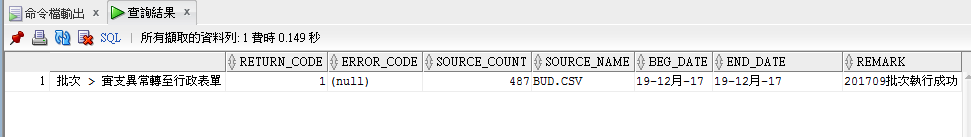 命令檔輸出 × 查詢結果 ×
SQL | 所有擷取的資料列: 1 費時 0.149 秒
RETURN_CODE ERROR_CODE SOURCE_COUNT SOURCE_NAME BEG_DATE END_DATE REMARK
1 批次 > 實支異常轉至行政表單 1 (null) 487 BUD.CSV 19-12月-17 19-12月-17 201709批次執行成功